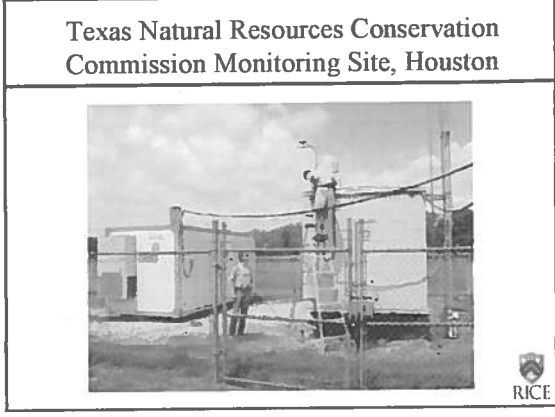 Texas Natural Resources Conservation
Commission Monitoring Site, Houston
RICE